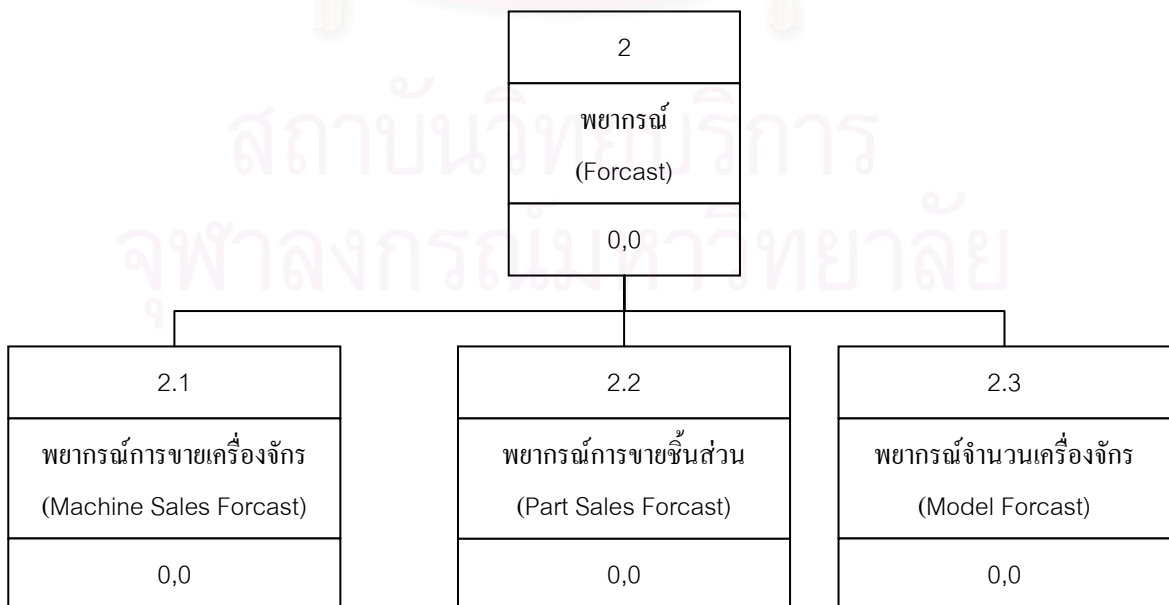 2
พยากรณ์
(Forcast)
0,0
สถาบันวิทยบริการ
จุฬาลงกรณ์มหาวิทยาลัย
2.1
พยากรณ์การขายเครื่องจักร
(Machine Sales Forcast)
0,0
2.2
พยากรณ์การขายชิ้นส่วน
(Part Sales Forcast)
0,0
2.3
พยากรณ์จำนวนเครื่องจักร
(Model Forcast)
0,0